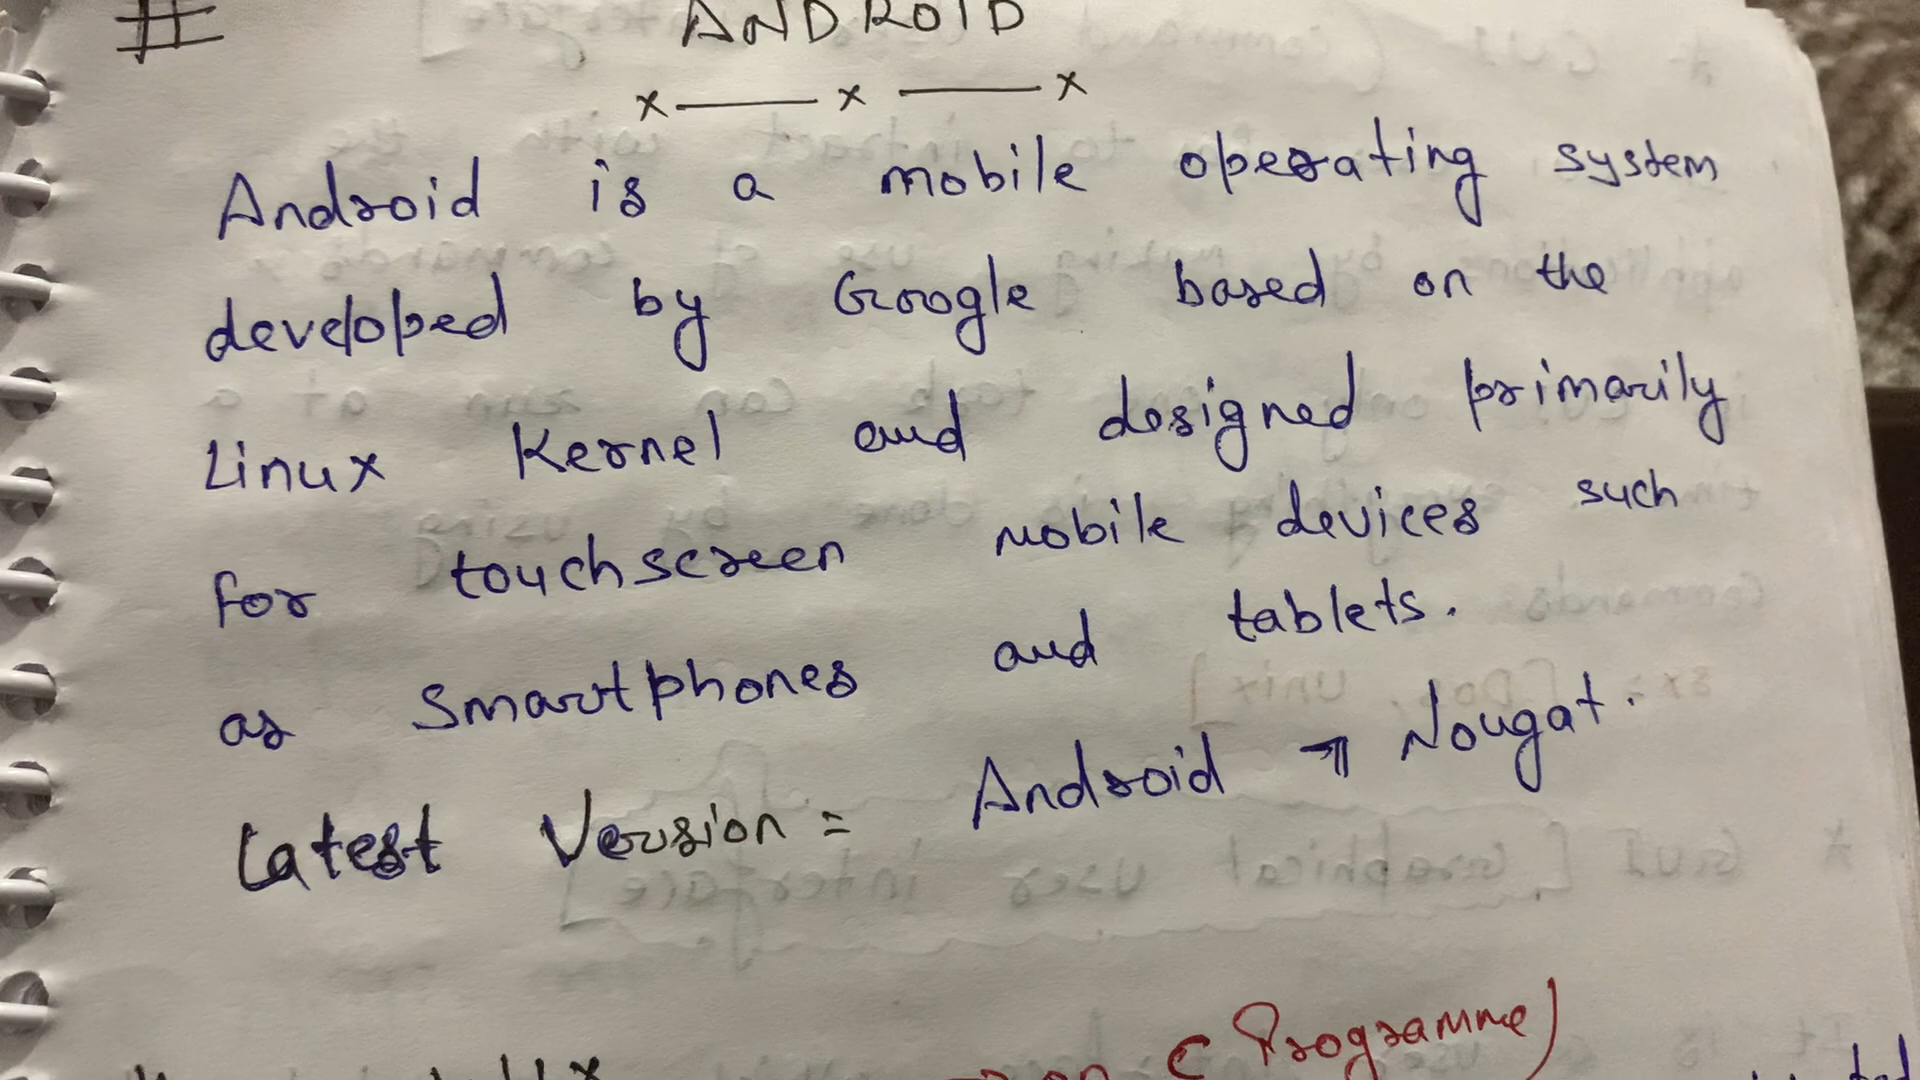 # ANDROID
x——x——x
Android is a mobile operating system
developed by Google based on the
Linux Kernel and designed primarily
for touchscreen mobile devices such
as Smartphones and tablets.
Latest Version = Android 7 Nougat.
(Programme)